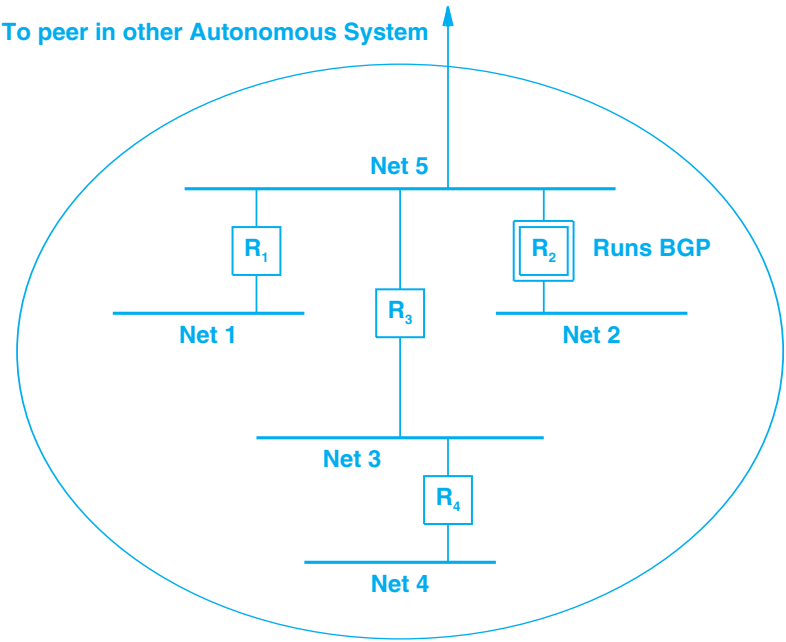 To peer in other Autonomous System
Net 5
R1
R2
Runs BGP
R3
Net 1
Net 2
Net 3
R4
Net 4